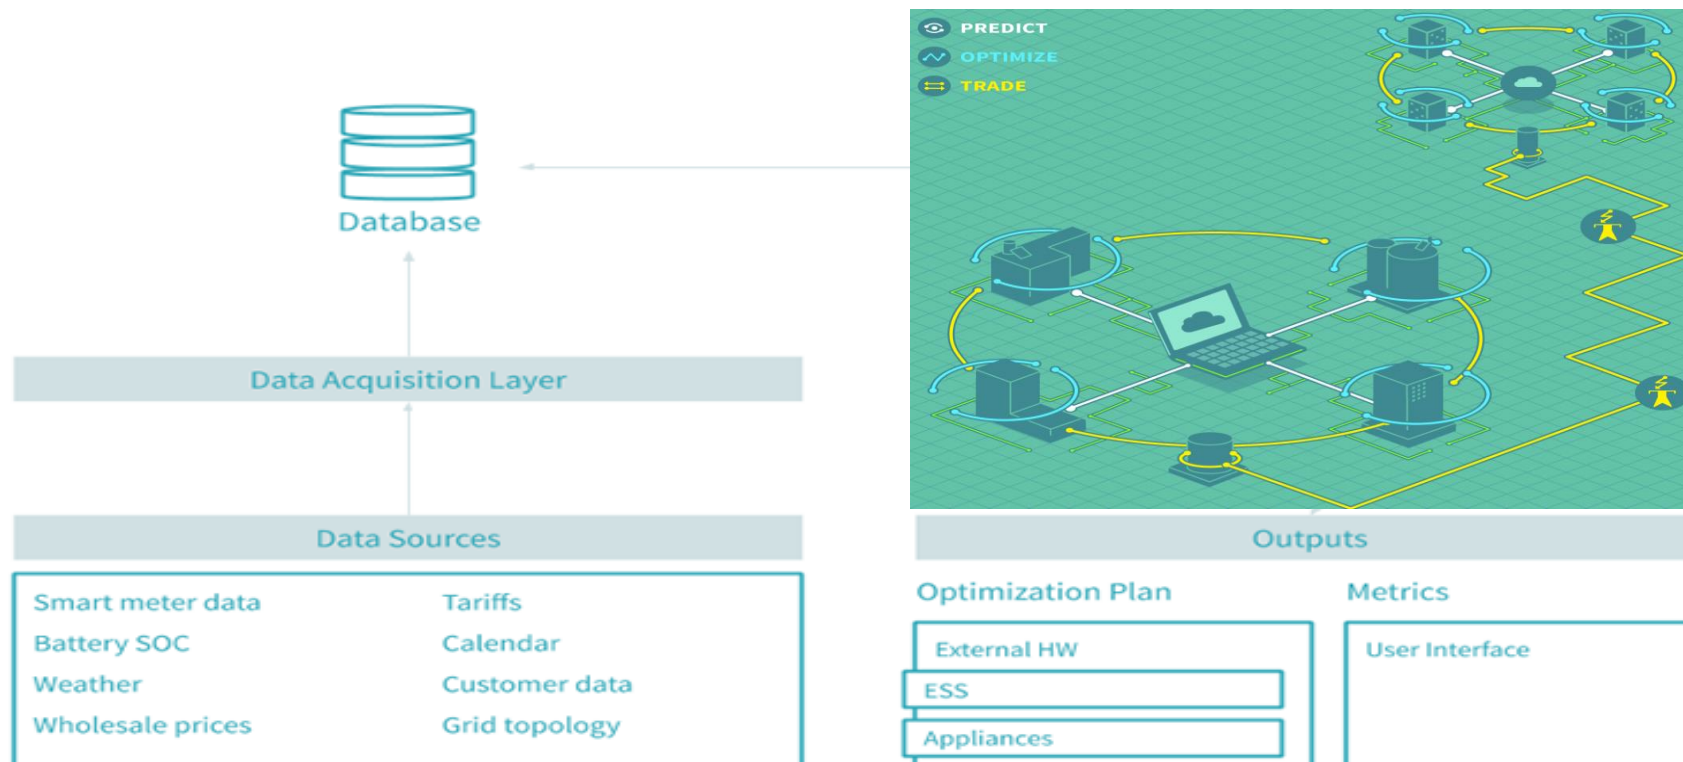 PREDICT
OPTIMIZE
TRADE
Database
Data Acquisition Layer
Data Sources
Smart meter data
Tariffs
Battery SOC
Calendar
Weather
Customer data
Wholesale prices
Grid topology
Outputs
Optimization Plan
Metrics
External HW
User Interface
ESS
Appliances